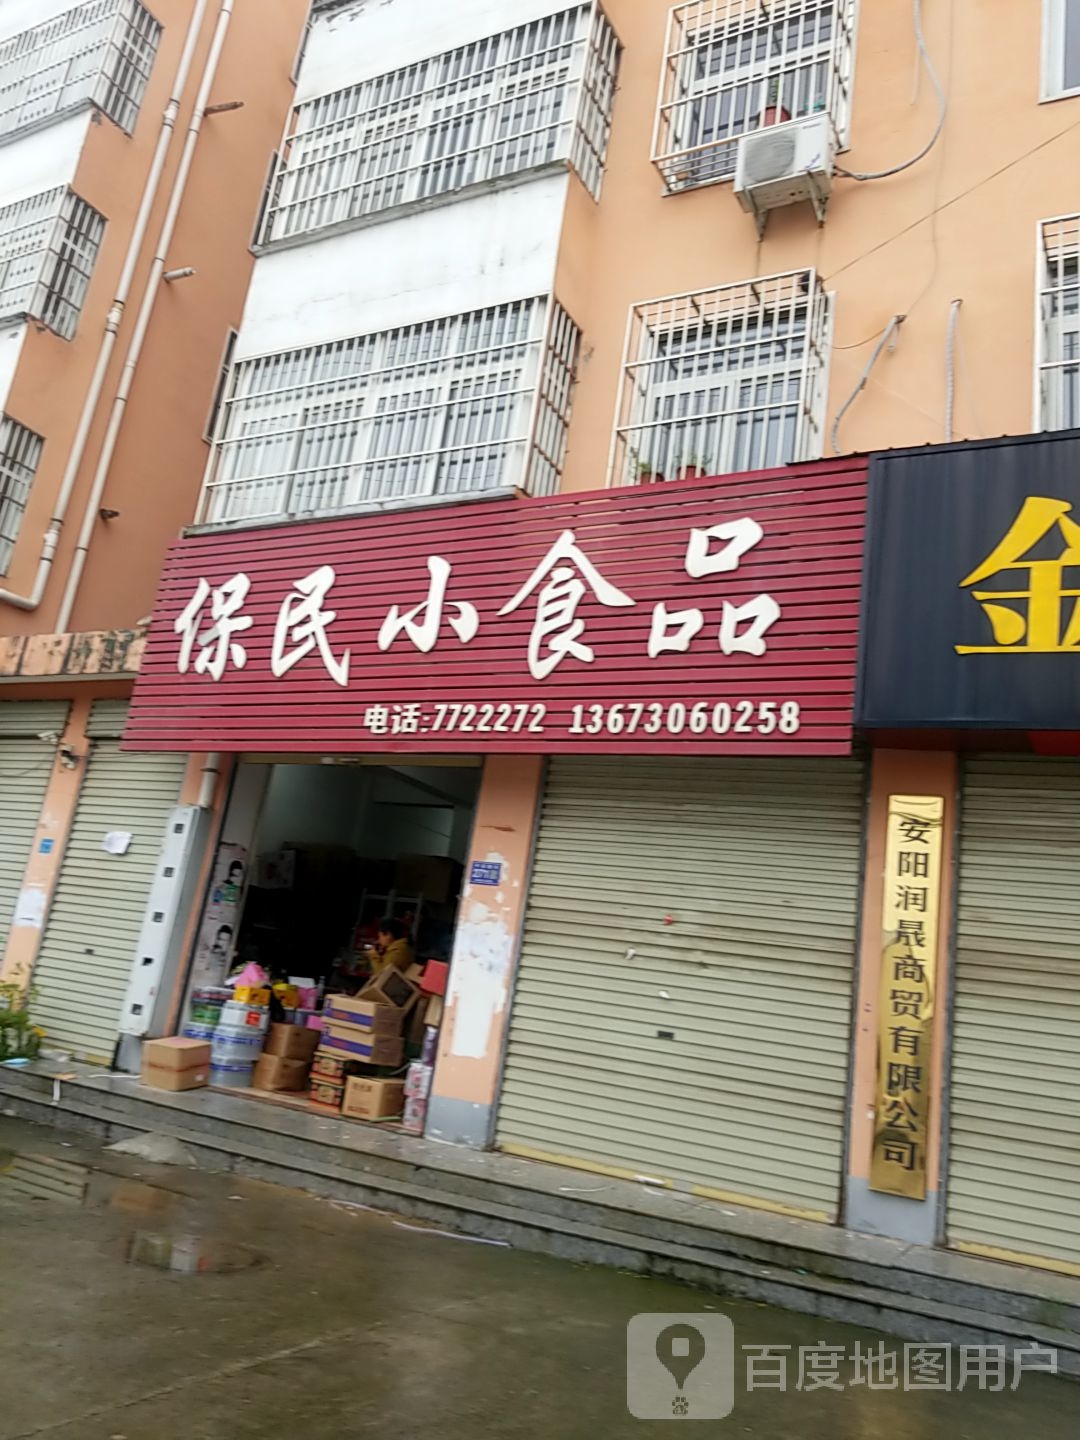 保民小食品
电话:7722272 13673060258
金
安阳润晟商贸有限公司
百度地图用户